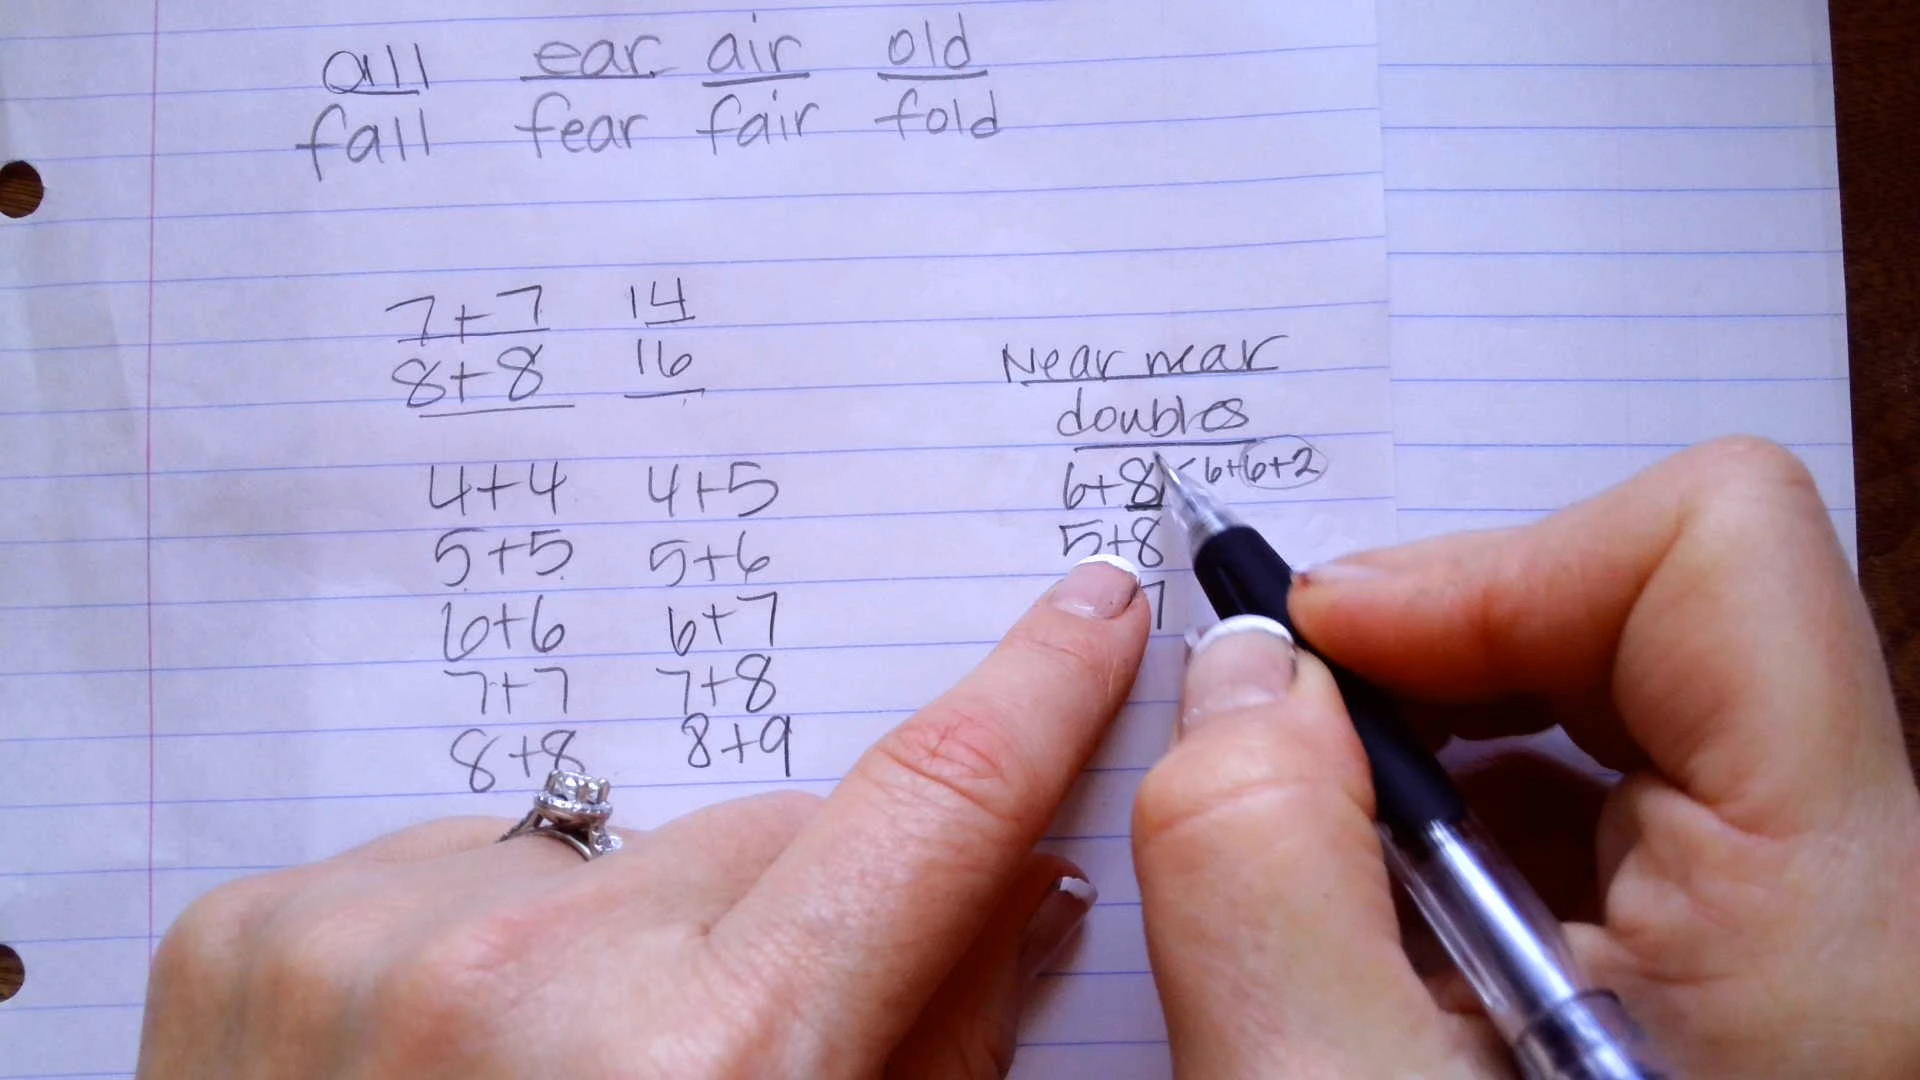 all ear air old
fall fear fair fold
7+7 14
8+8 16
Near near
doubles
4+4 4+5
6+8 < 6+6+2
5+5 5+6
5+8
6+6 6+7
7
7+7 7+8
8+8 8+9